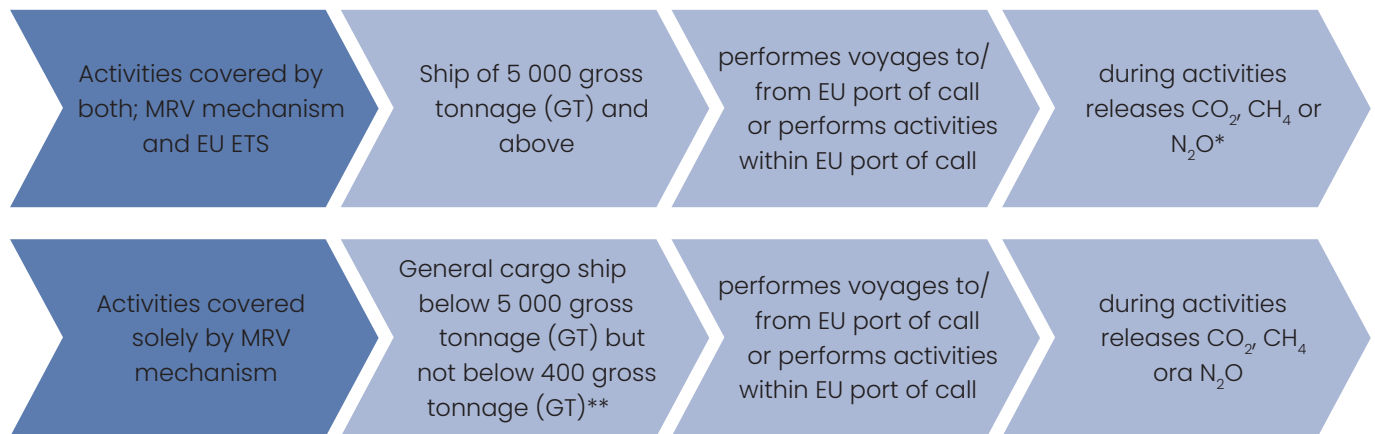 Activities covered by
both; MRV mechanism
and EU ETS
Ship of 5 000 gross
tonnage (GT) and
above
performes voyages to/
from EU port of call
or performs activities
within EU port of call
during activities
releases CO₂, CH₄ or
N₂O*
Activities covered
solely by MRV
mechanism
General cargo ship
below 5 000 gross
tonnage (GT) but
not below 400 gross
tonnage (GT)**
performes voyages to/
from EU port of call
or performs activities
within EU port of call
during activities
releases CO₂, CH₄
ora N₂O